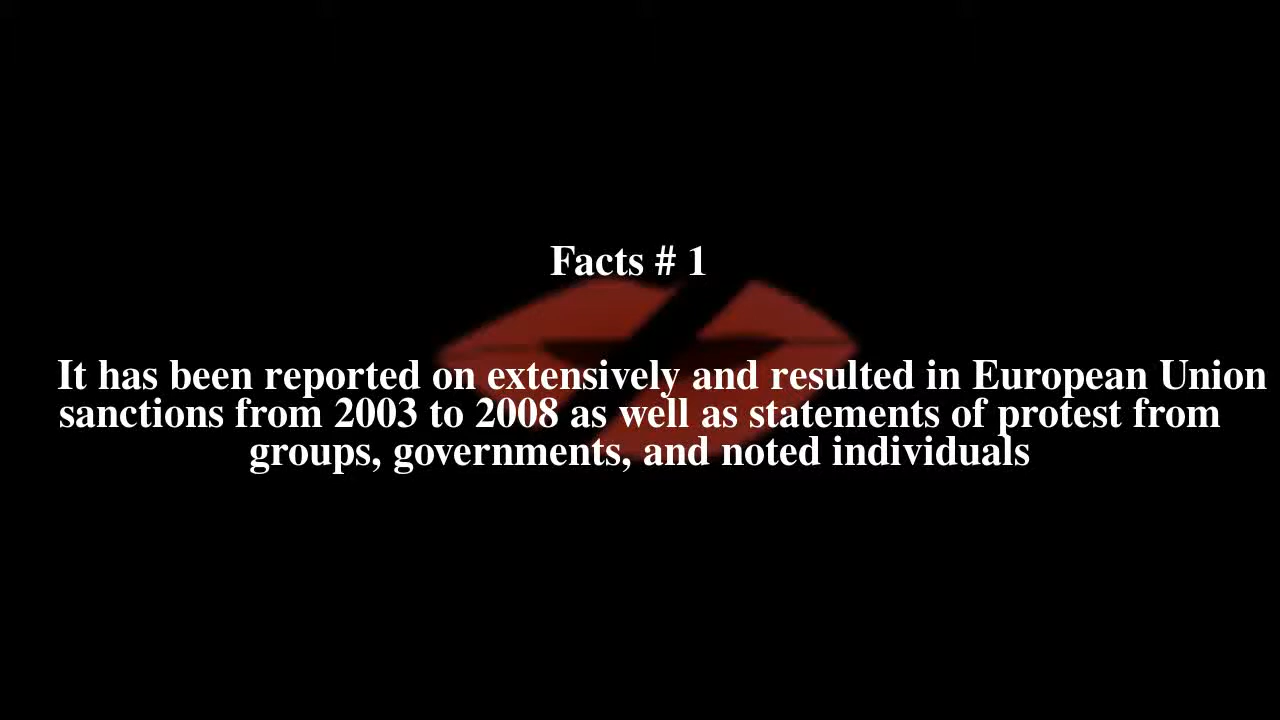 Facts # 1
It has been reported on extensively and resulted in European Union
sanctions from 2003 to 2008 as well as statements of protest from
groups, governments, and noted individuals